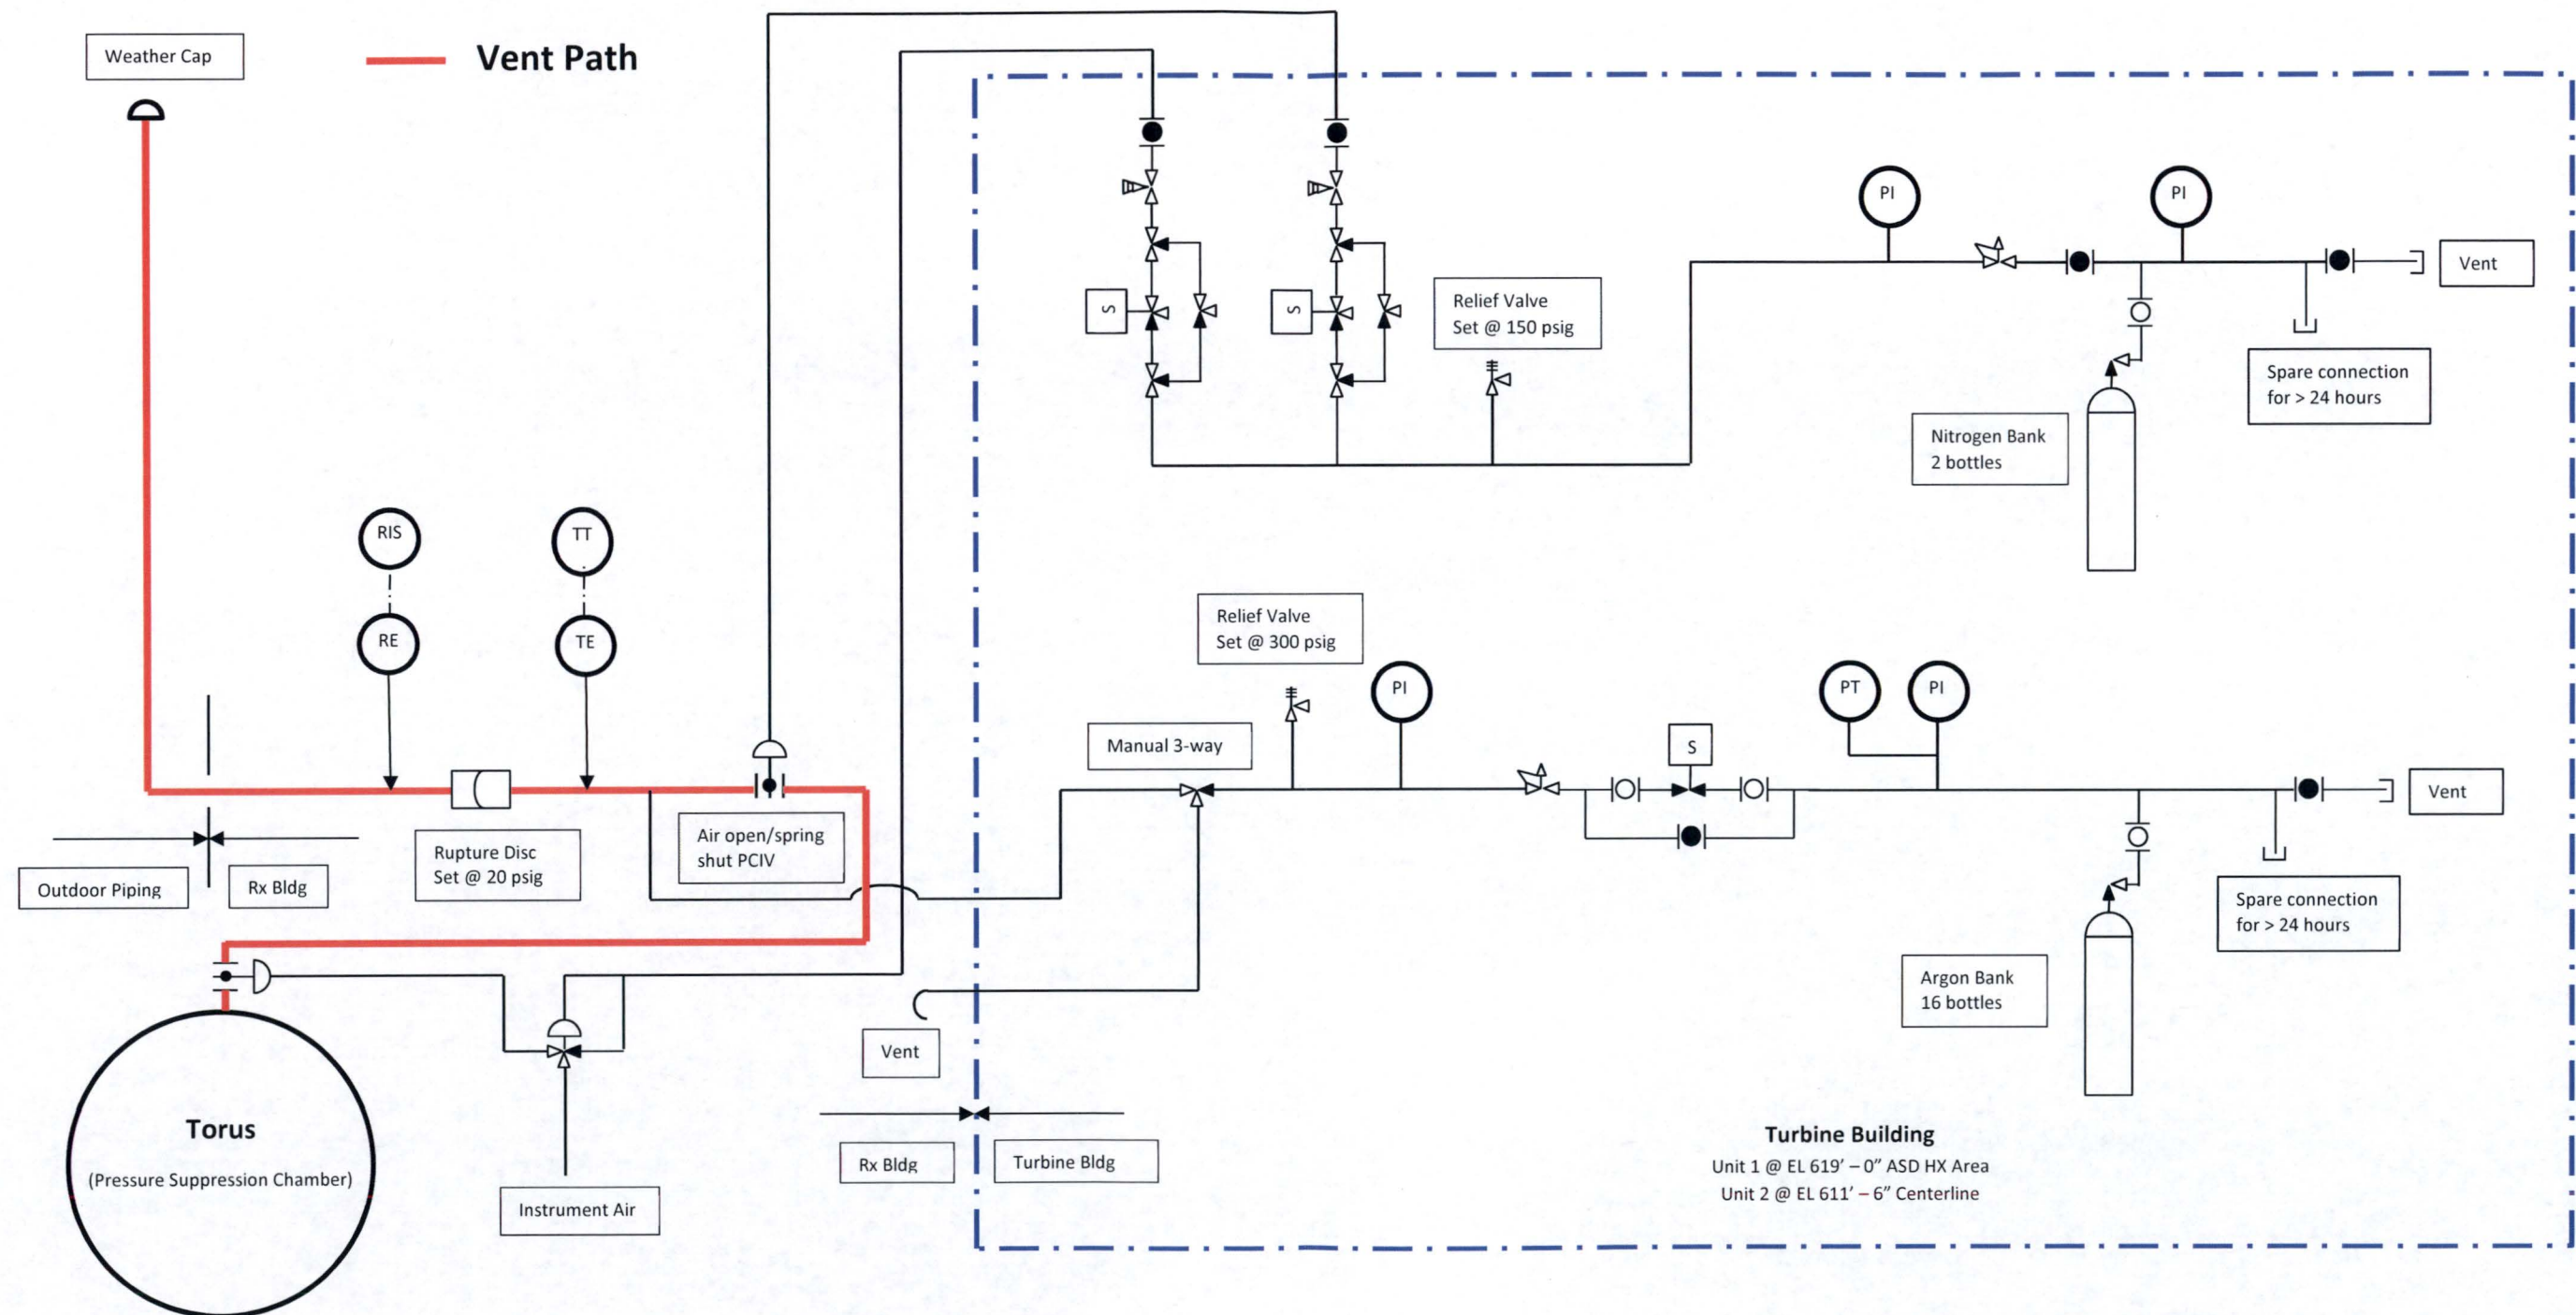 Weather Cap
Vent Path
PI
PI
Vent
S
S
Relief Valve
Set @ 150 psig
Spare connection
for > 24 hours
Nitrogen Bank
2 bottles
RIS
TT
RE
TE
Relief Valve
Set @ 300 psig
PI
PT
PI
Manual 3-way
S
Vent
Air open/spring
shut PCIV
Rupture Disc
Set @ 20 psig
Outdoor Piping
Rx Bldg
Spare connection
for > 24 hours
Argon Bank
16 bottles
Vent
Torus
(Pressure Suppression Chamber)
Instrument Air
Rx Bldg
Turbine Bldg
Turbine Building
Unit 1 @ EL 619’ – 0” ASD HX Area
Unit 2 @ EL 611’ – 6” Centerline